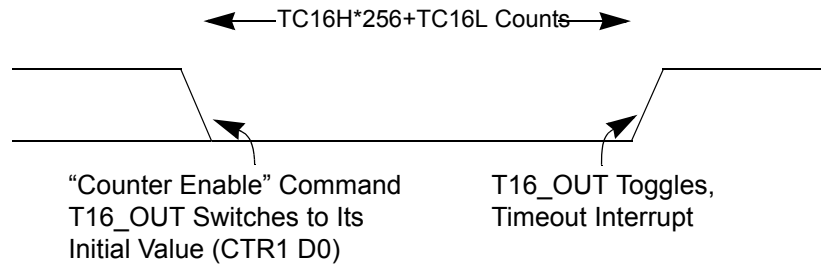 TC16H*256+TC16L Counts
“Counter Enable” Command
T16_OUT Switches to Its
Initial Value (CTR1 D0)
T16_OUT Toggles,
Timeout Interrupt